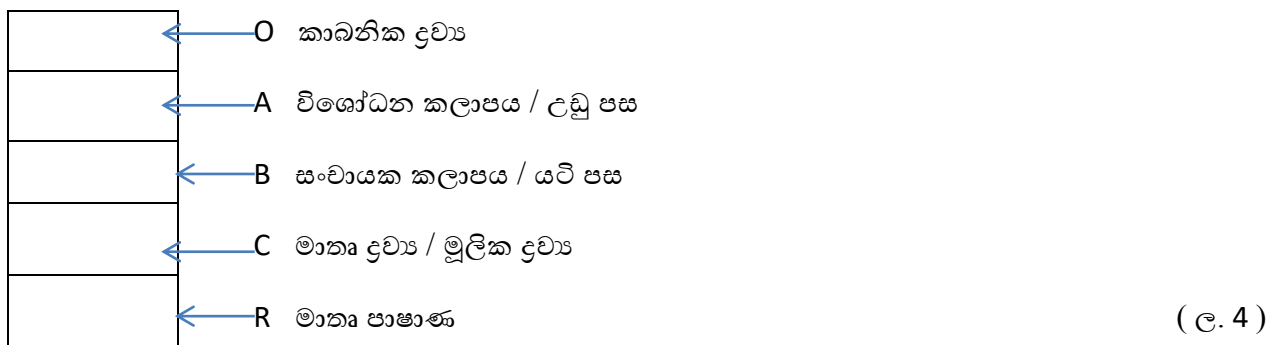 O කාබනික ද්‍රව්‍ය
A විශෝධන කලාපය / උඩු පස
B සංචායක කලාපය / යටි පස
C මාතෘ ද්‍රව්‍ය / මූලික ද්‍රව්‍ය
R මාතෘ පාෂාණ ( ල. 4 )